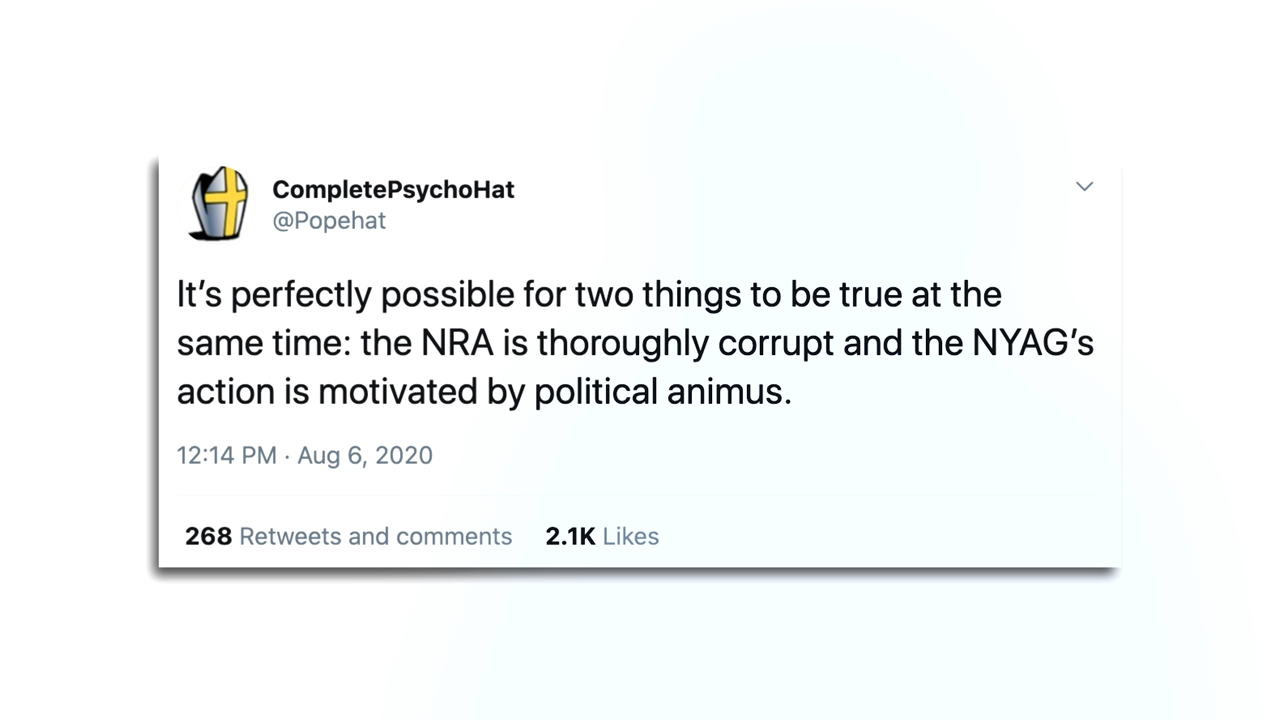 CompletePsychoHat
@Popehat
It’s perfectly possible for two things to be true at the
same time: the NRA is thoroughly corrupt and the NYAG’s
action is motivated by political animus.
12:14 PM · Aug 6, 2020
268 Retweets and comments 2.1K Likes